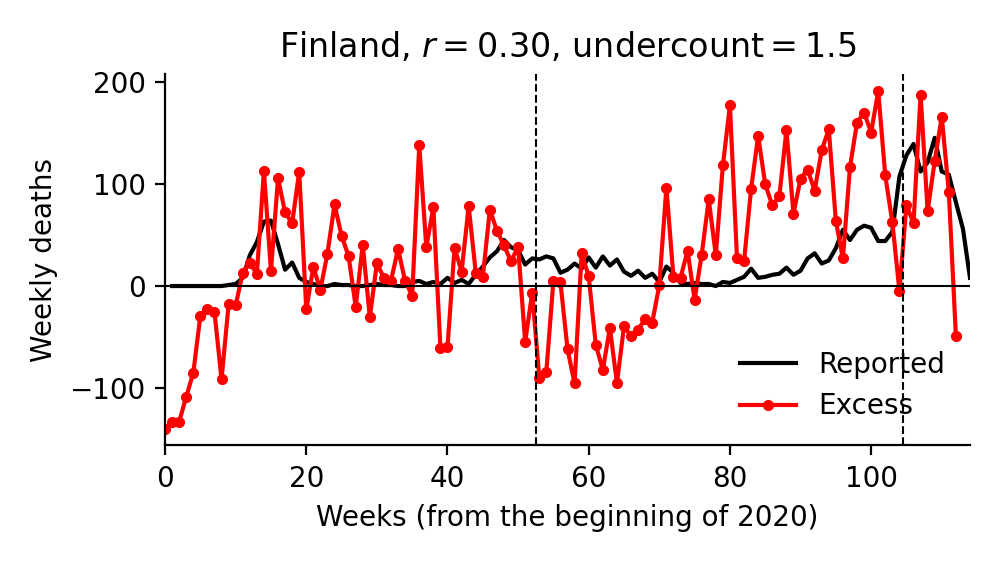 Finland, r = 0.30, undercount = 1.5
Weekly deaths
200
100
0
−100
Reported
Excess
0 20 40 60 80 100
Weeks (from the beginning of 2020)